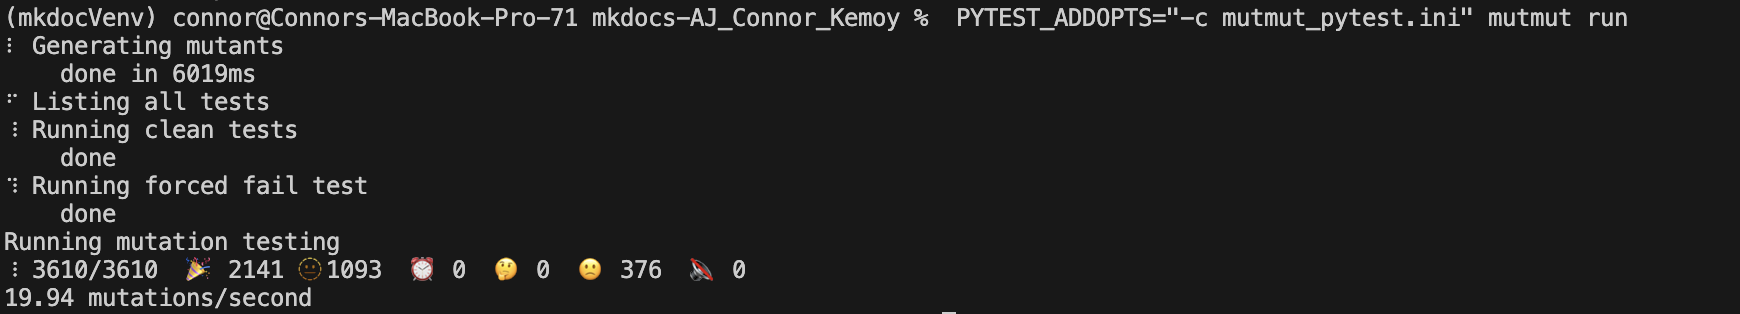 (mkdocVenv) connor@Connors-MacBook-Pro-71 mkdocs-AJ_Connor_Kemoy %  PYTEST_ADDOPTS="-c mutmut_pytest.ini" mutmut run
⠸ Generating mutants
    done in 6019ms
⠋ Listing all tests
⠸ Running clean tests
    done
⠹ Running forced fail test
    done
Running mutation testing
⠸ 3610/3610  🎉 2141 🫥 1093  ⏰ 0  🤔 0  🙁 376  🔇 0
19.94 mutations/second